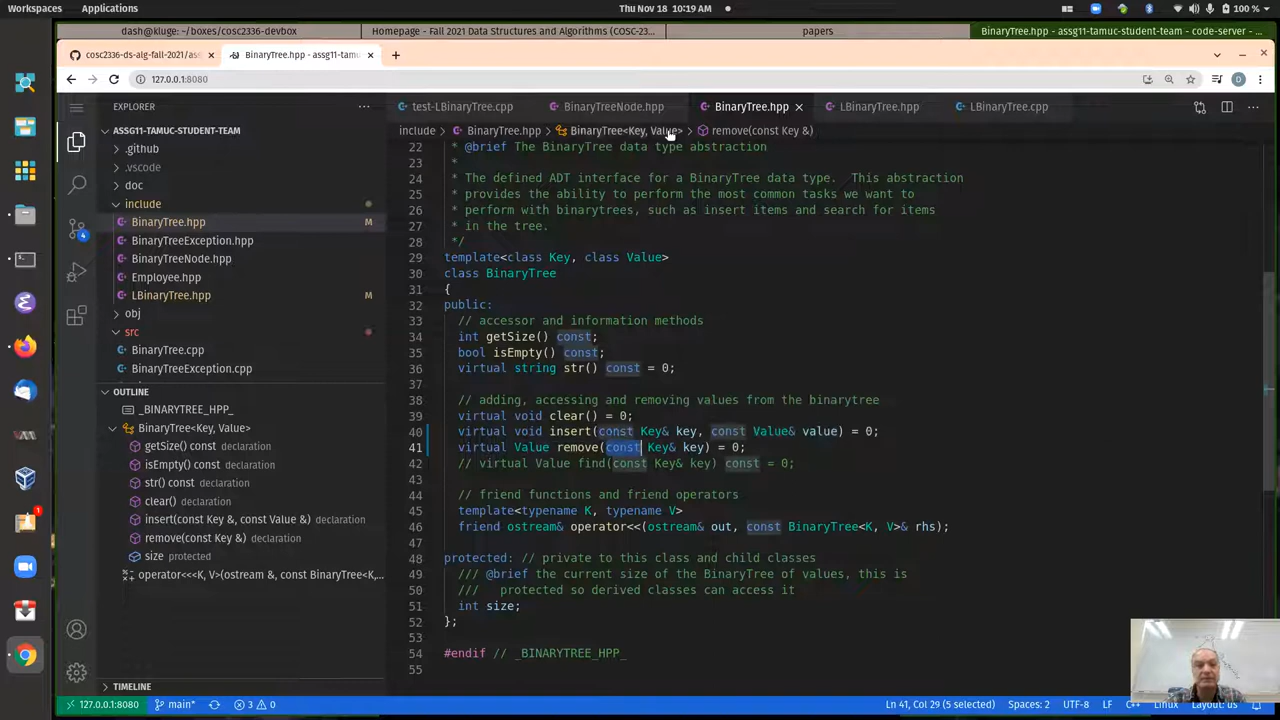 Workspaces Applications Thu Nov 18 10:19 AM 100 %
dash@kluge: ~/boxes/cosc2336-devbox Homepage - Fall 2021 Data Structures and Algorithms (COSC-23... papers BinaryTree.hpp - assg11-tamuc-student-team - code-server - ...
cosc2336-ds-alg-fall-2021/ass BinaryTree.hpp - assg11-tamu
127.0.0.1:8080
EXPLORER
ASSG11-TAMUC-STUDENT-TEAM
.github
.vscode
doc
include
BinaryTree.hpp M
BinaryTreeException.hpp
BinaryTreeNode.hpp
Employee.hpp
LBinaryTree.hpp M
obj
src
BinaryTree.cpp
BinaryTreeException.cpp
OUTLINE
_BINARYTREE_HPP_
BinaryTree<Key, Value>
getSize() const declaration
isEmpty() const declaration
str() const declaration
clear() declaration
insert(const Key &, const Value &) declaration
remove(const Key &) declaration
size protected
operator<<<K, V>(ostream &, const BinaryTree<K,...
TIMELINE
4
1
test-LBinaryTree.cpp BinaryTreeNode.hpp BinaryTree.hpp LBinaryTree.hpp LBinaryTree.cpp
include > BinaryTree.hpp > BinaryTree<Key, Value> > remove(const Key &)
22 * @brief The BinaryTree data type abstraction
23 *
24 * The defined ADT interface for a BinaryTree data type. This abstraction
25 * provides the ability to perform the most common tasks we want to
26 * perform with binarytrees, such as insert items and search for items
27 * in the tree.
28 */
29 template<class Key, class Value>
30 class BinaryTree
31 {
32 public:
33 // accessor and information methods
34 int getSize() const;
35 bool isEmpty() const;
36 virtual string str() const = 0;
37
38 // adding, accessing and removing values from the binarytree
39 virtual void clear() = 0;
40 virtual void insert(const Key& key, const Value& value) = 0;
41 virtual Value remove(const Key& key) = 0;
42 // virtual Value find(const Key& key) const = 0;
43
44 // friend functions and friend operators
45 template<typename K, typename V>
46 friend ostream& operator<<(ostream& out, const BinaryTree<K, V>& rhs);
47
48 protected: // private to this class and child classes
49 /// @brief the current size of the BinaryTree of values, this is
50 /// protected so derived classes can access it
51 int size;
52 };
53
54 #endif // _BINARYTREE_HPP_
55
127.0.0.1:8080 main* 3 0 Ln 41, Col 29 (5 selected) Spaces: 2 UTF-8 LF C++ Linux Layout: us